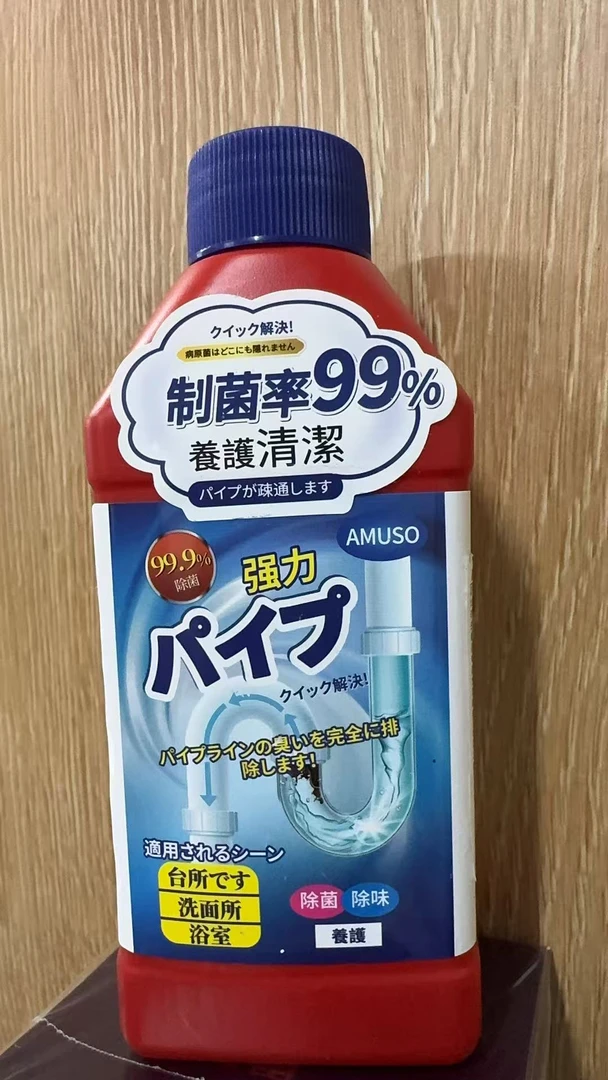 クイック解決!
病原菌はどこにも隠れません
制菌率99%
養護清潔
パイプが疎通します
AMUSO
99.9%
除菌
强力
パイプ
クイック解決!
パイプラインの臭いを完全に排
除します!
適用されるシーン
台所です
洗面所
浴室
除菌 除味
養護